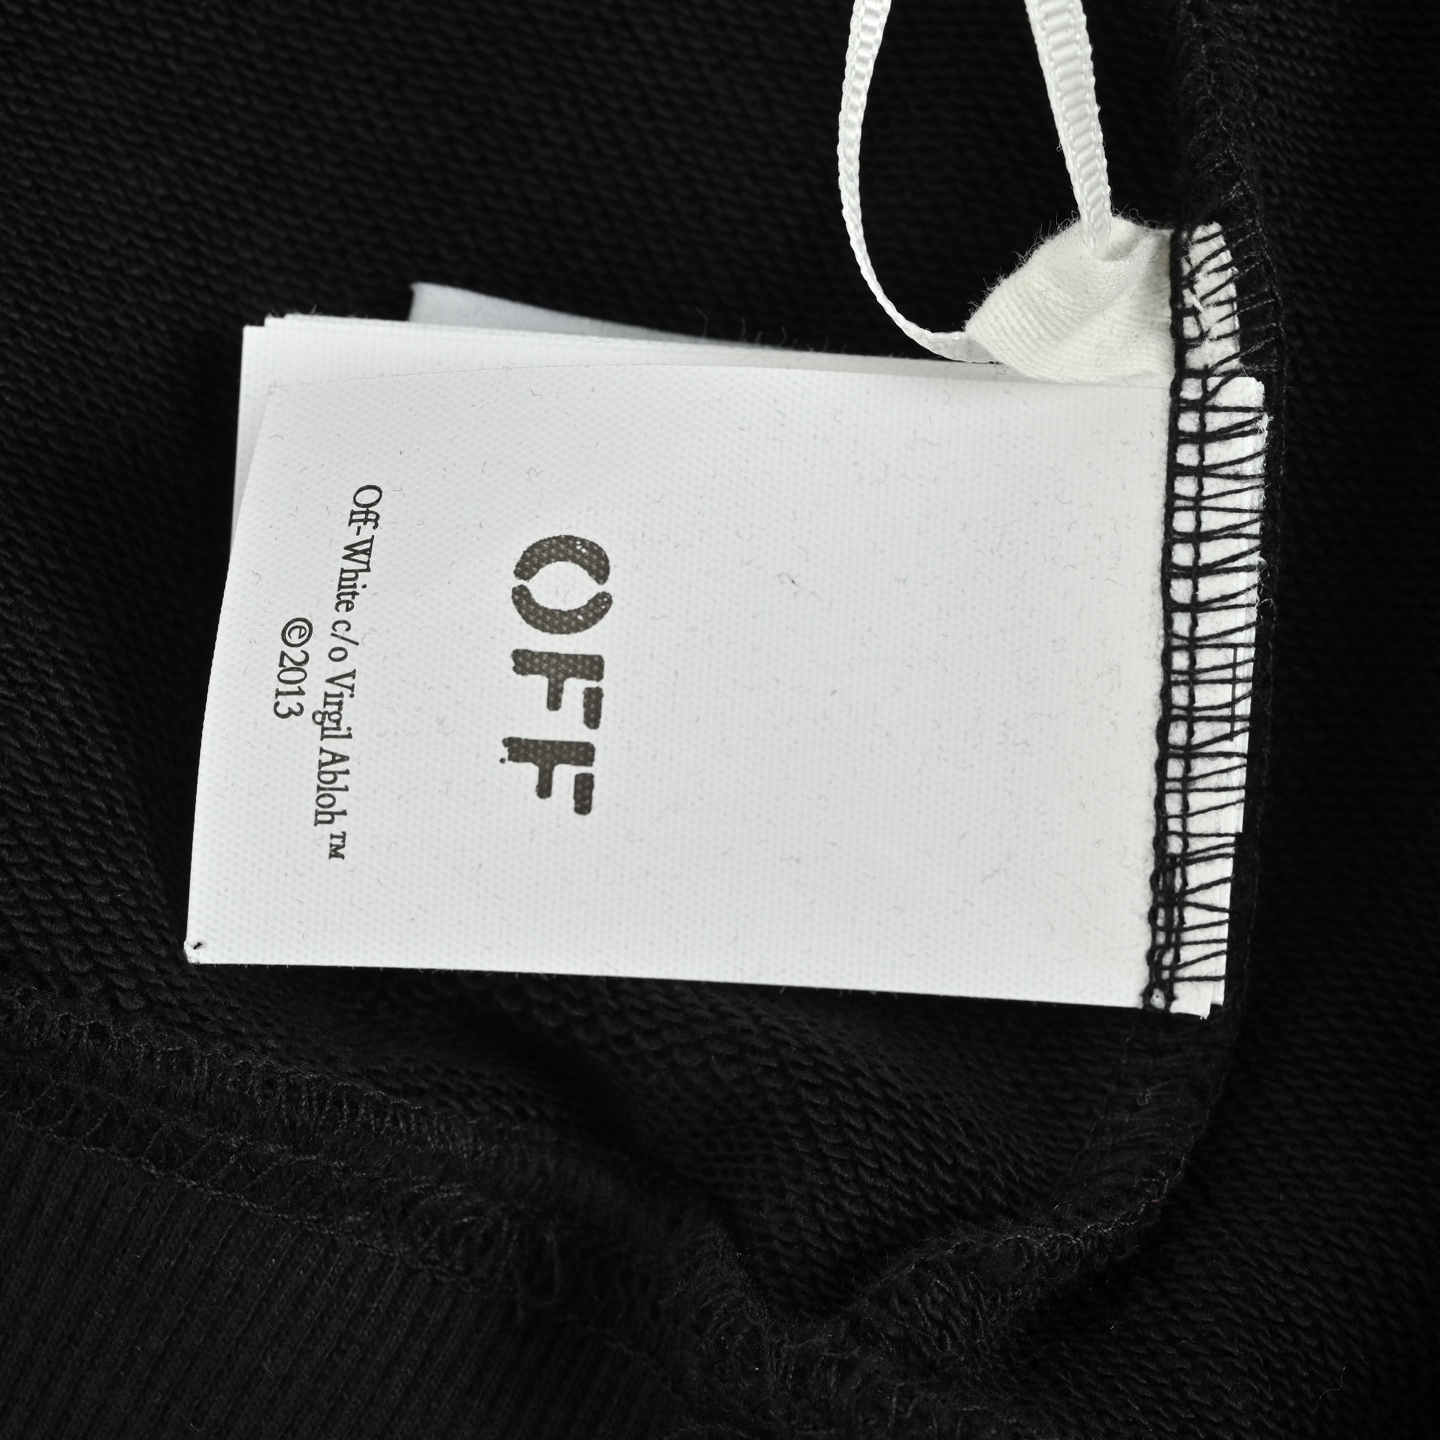 OFF
Off-White c/o Virgil Abloh™
©2013